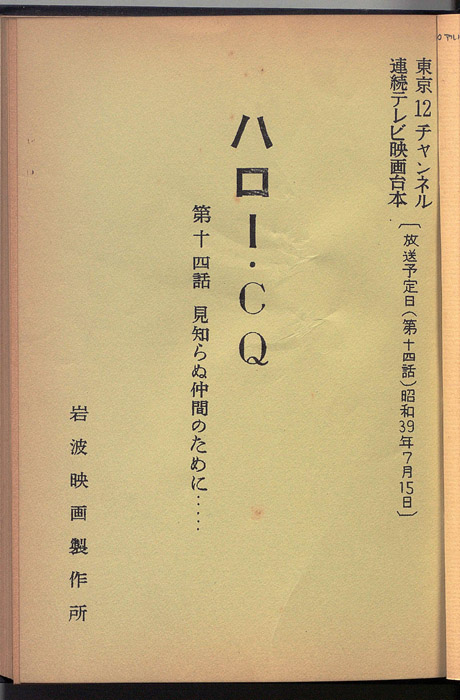 東京12チャンネル
連続テレビ映画台本
〔放送予定日(第十四話)昭和39年7月15日〕
ハロー・CQ
第十四話 見知らぬ仲間のために……
岩波映画製作所